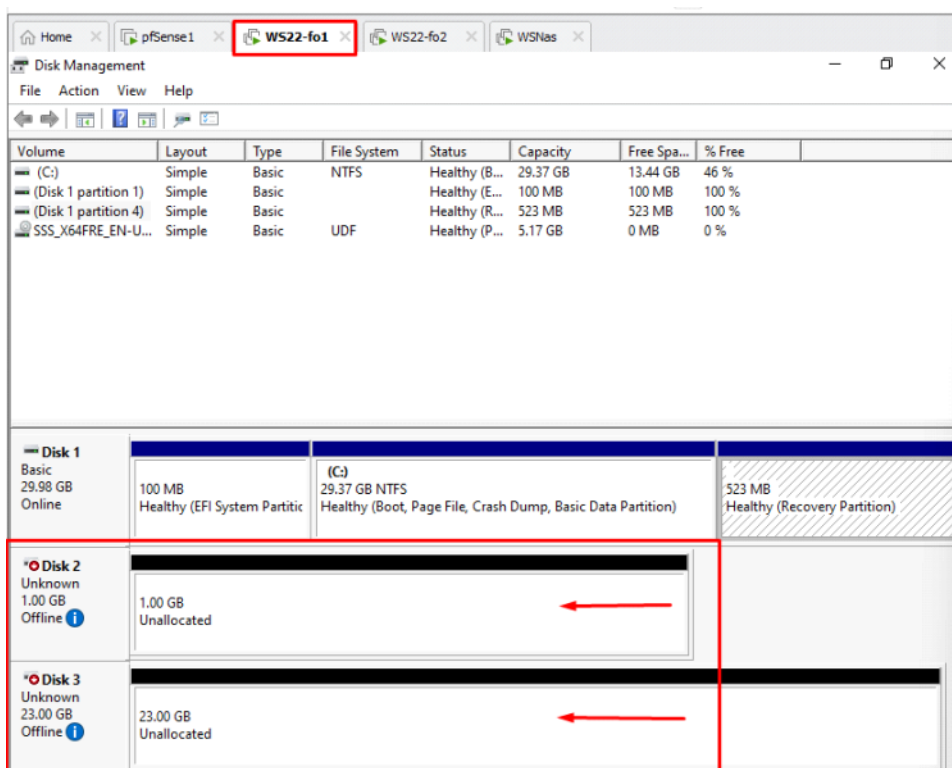 Home pfSense1 WS22-fo1 WS22-fo2 WSNas
Disk Management
File Action View Help
Volume Layout Type File System Status Capacity Free Spa... % Free
(C:) Simple Basic NTFS Healthy (B... 29.37 GB 13.44 GB 46 %
(Disk 1 partition 1) Simple Basic Healthy (E... 100 MB 100 MB 100 %
(Disk 1 partition 4) Simple Basic Healthy (R... 523 MB 523 MB 100 %
SSS_X64FRE_EN-U... Simple Basic UDF Healthy (P... 5.17 GB 0 MB 0 %
Disk 1
Basic
29.98 GB
Online
100 MB
Healthy (EFI System Partitic
(C:)
29.37 GB NTFS
Healthy (Boot, Page File, Crash Dump, Basic Data Partition)
523 MB
Healthy (Recovery Partition)
Disk 2
Unknown
1.00 GB
Offline
1.00 GB
Unallocated
Disk 3
Unknown
23.00 GB
Offline
23.00 GB
Unallocated